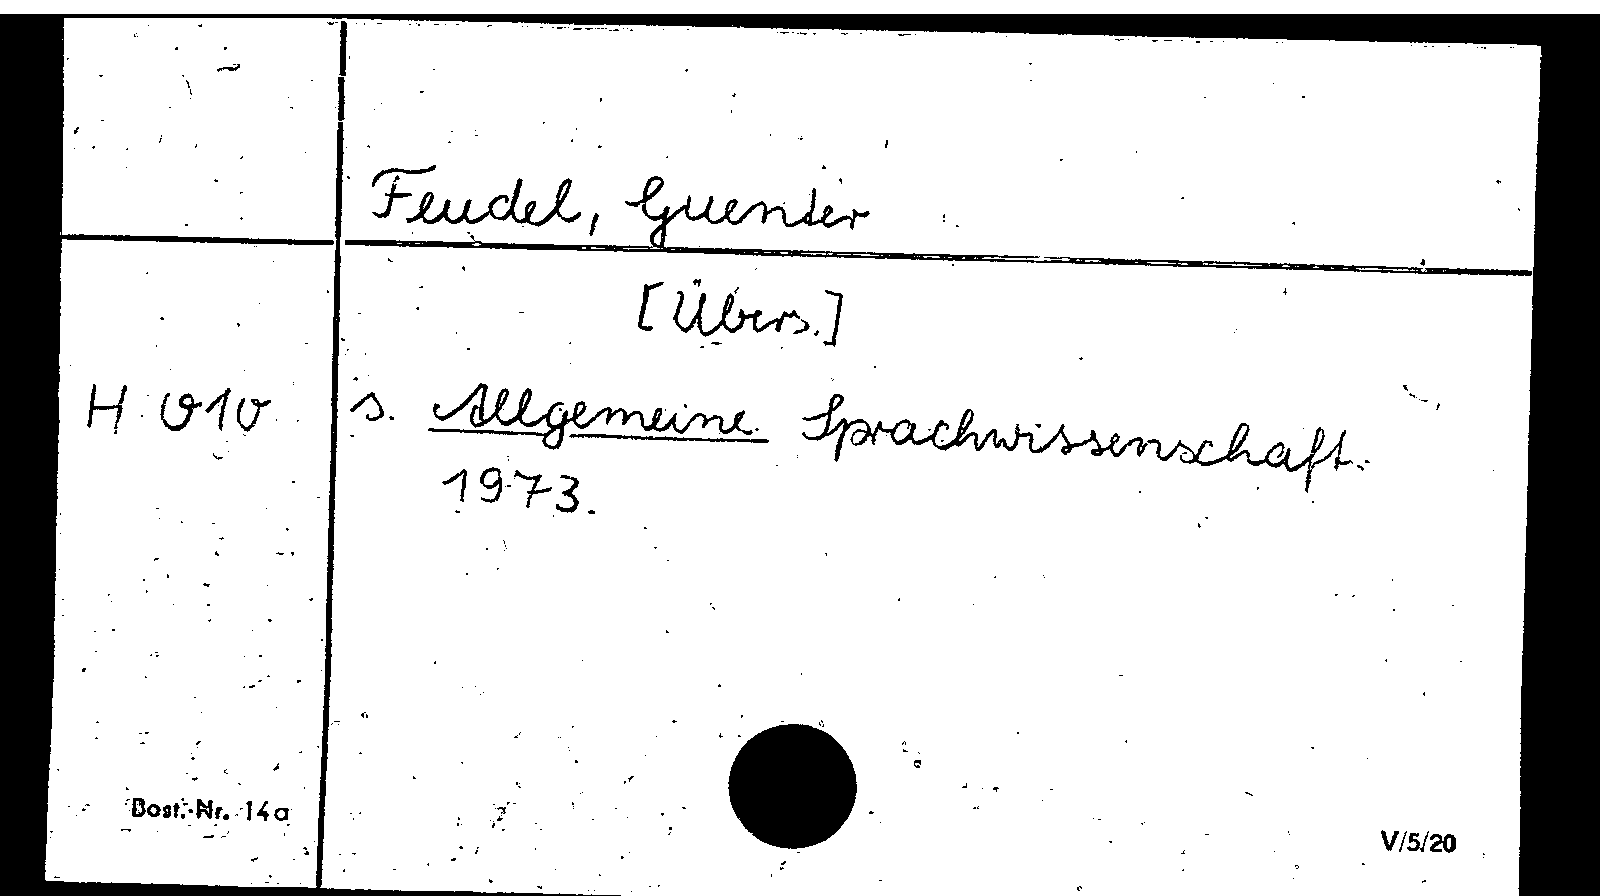 Feudel, Guenter
[Übers.]
H 010 s. Allgemeine Sprachwissenschaft.
1973.
Best.-Nr. 14a
V/5/20